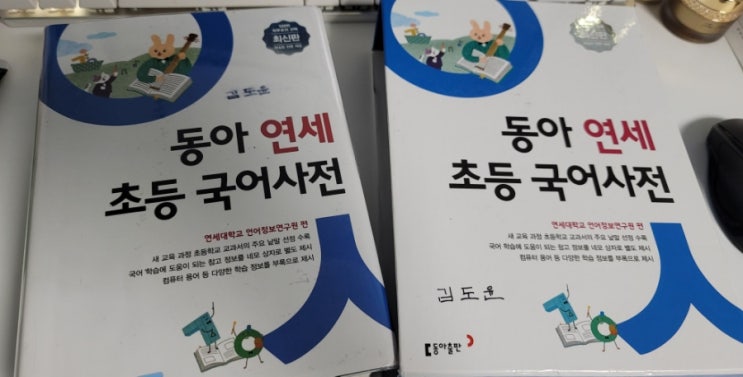 최신판
김도윤
동아 연세
초등 국어사전
연세대학교 언어정보연구원 편
새 교육 과정 초등학교 교과서의 주요 낱말 선정 수록
국어 학습에 도움이 되는 참고 정보를 네모 상자로 별도 제시
컴퓨터 용어 등 다양한 학습 정보를 부록으로 제시
동아 연세
초등 국어사전
연세대학교 언어정보연구원 편
새 교육 과정 초등학교 교과서의 주요 낱말 선정 수록
국어 학습에 도움이 되는 참고 정보를 네모 상자로 별도 제시
컴퓨터 용어 등 다양한 학습 정보를 부록으로 제시
김도윤
동아출판